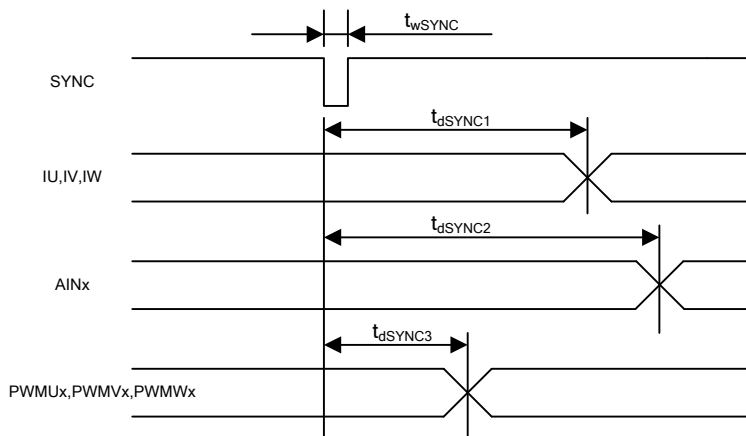 twSYNC
SYNC
tdSYNC1
IU,IV,IW
tdSYNC2
AINx
tdSYNC3
PWMUx,PWMVx,PWMWx